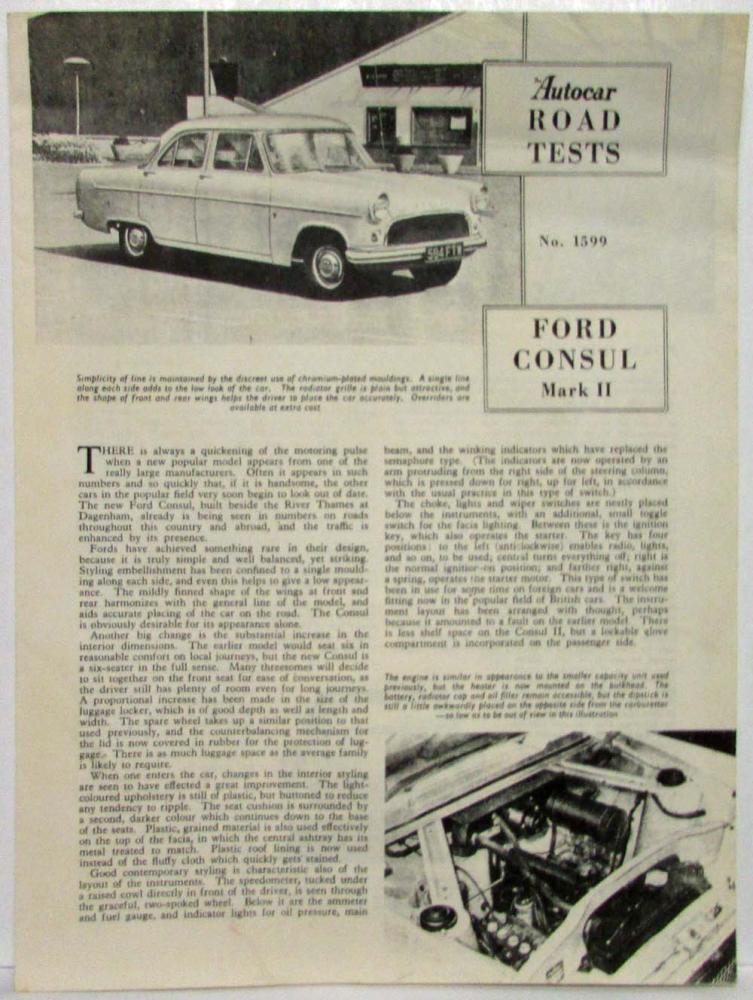 The Autocar
ROAD
TESTS
No. 1599
FORD
CONSUL
Mark II
594 FTW
Simplicity of line is maintained by the discreet use of chromium-plated mouldings. A single line
along each side adds to the low look of the car. The radiator grille is plain but attractive, and
the shape of front and rear wings helps the driver to place the car accurately. Overriders are
available at extra cost
THERE is always a quickening of the motoring pulse
when a new popular model appears from one of the
really large manufacturers. Often it appears in such
numbers and so quickly that, if it is handsome, the other
cars in the popular field very soon begin to look out of date.
The new Ford Consul, built beside the River Thames at
Dagenham, already is being seen in numbers on roads
throughout this country and abroad, and the traffic is
enhanced by its presence.
Fords have achieved something rare in their design,
because it is truly simple and well balanced, yet striking.
Styling embellishment has been confined to a single mould-
ing along each side, and even this helps to give a low appear-
ance. The mildly finned shape of the wings at front and
rear harmonizes with the general line of the model, and
aids accurate placing of the car on the road. The Consul
is obviously desirable for its appearance alone.
Another big change is the substantial increase in the
interior dimensions. The earlier model would seat six in
reasonable comfort on local journeys, but the new Consul is
a six-seater in the full sense. Many threesomes will decide
to sit together on the front seat for ease of conversation, as
the driver still has plenty of room even for long journeys.
A proportional increase has been made in the size of the
luggage locker, which is of good depth as well as length and
width. The spare wheel takes up a similar position to that
used previously, and the counterbalancing mechanism for
the lid is now covered in rubber for the protection of lug-
gage. There is as much luggage space as the average family
is likely to require.
When one enters the car, changes in the interior styling
are seen to have effected a great improvement. The light-
coloured upholstery is still of plastic, but buttoned to reduce
any tendency to ripple. The seat cushion is surrounded by
a second, darker colour which continues down to the base
of the seats. Plastic, grained material is also used effectively
on the top of the facia, in which the central ashtray has its
metal treated to match. Plastic roof lining is now used
instead of the fluffy cloth which quickly gets stained.
Good contemporary styling is characteristic also of the
layout of the instruments. The speedometer, tucked under
a raised cowl directly in front of the driver, is seen through
the graceful, two-spoked wheel. Below it are the ammeter
and fuel gauge, and indicator lights for oil pressure, main
beam, and the winking indicators which have replaced the
semaphore type. (The indicators are now operated by an
arm protruding from the right side of the steering column,
which is pressed down for right, up for left, in accordance
with the usual practice in this type of switch.)
The choke, lights and wiper switches are neatly placed
below the instruments, with an additional, small toggle
switch for the facia lighting. Between these is the ignition
key, which also operates the starter. The key has four
positions: to the left (anti-clockwise) enables radio, lights,
and so on, to be used; central turns everything off; right is
the normal ignition-on position; and farther right, against
a spring, operates the starter motor. This type of switch has
been in use for some time on foreign cars and is a welcome
fitting now in the popular field of British cars. The instru-
ment layout has been arranged with thought, perhaps
because it amounted to a fault on the earlier model. There
is less shelf space on the Consul II, but a lockable glove
compartment is incorporated on the passenger side.
The engine is similar in appearance to the smaller capacity unit used
previously, but the heater is now mounted on the bulkhead. The
battery, radiator cap and oil filler remain accessible, but the dipstick is
still a little awkwardly placed on the opposite side from the carburettor
—so low as to be out of view in this illustration